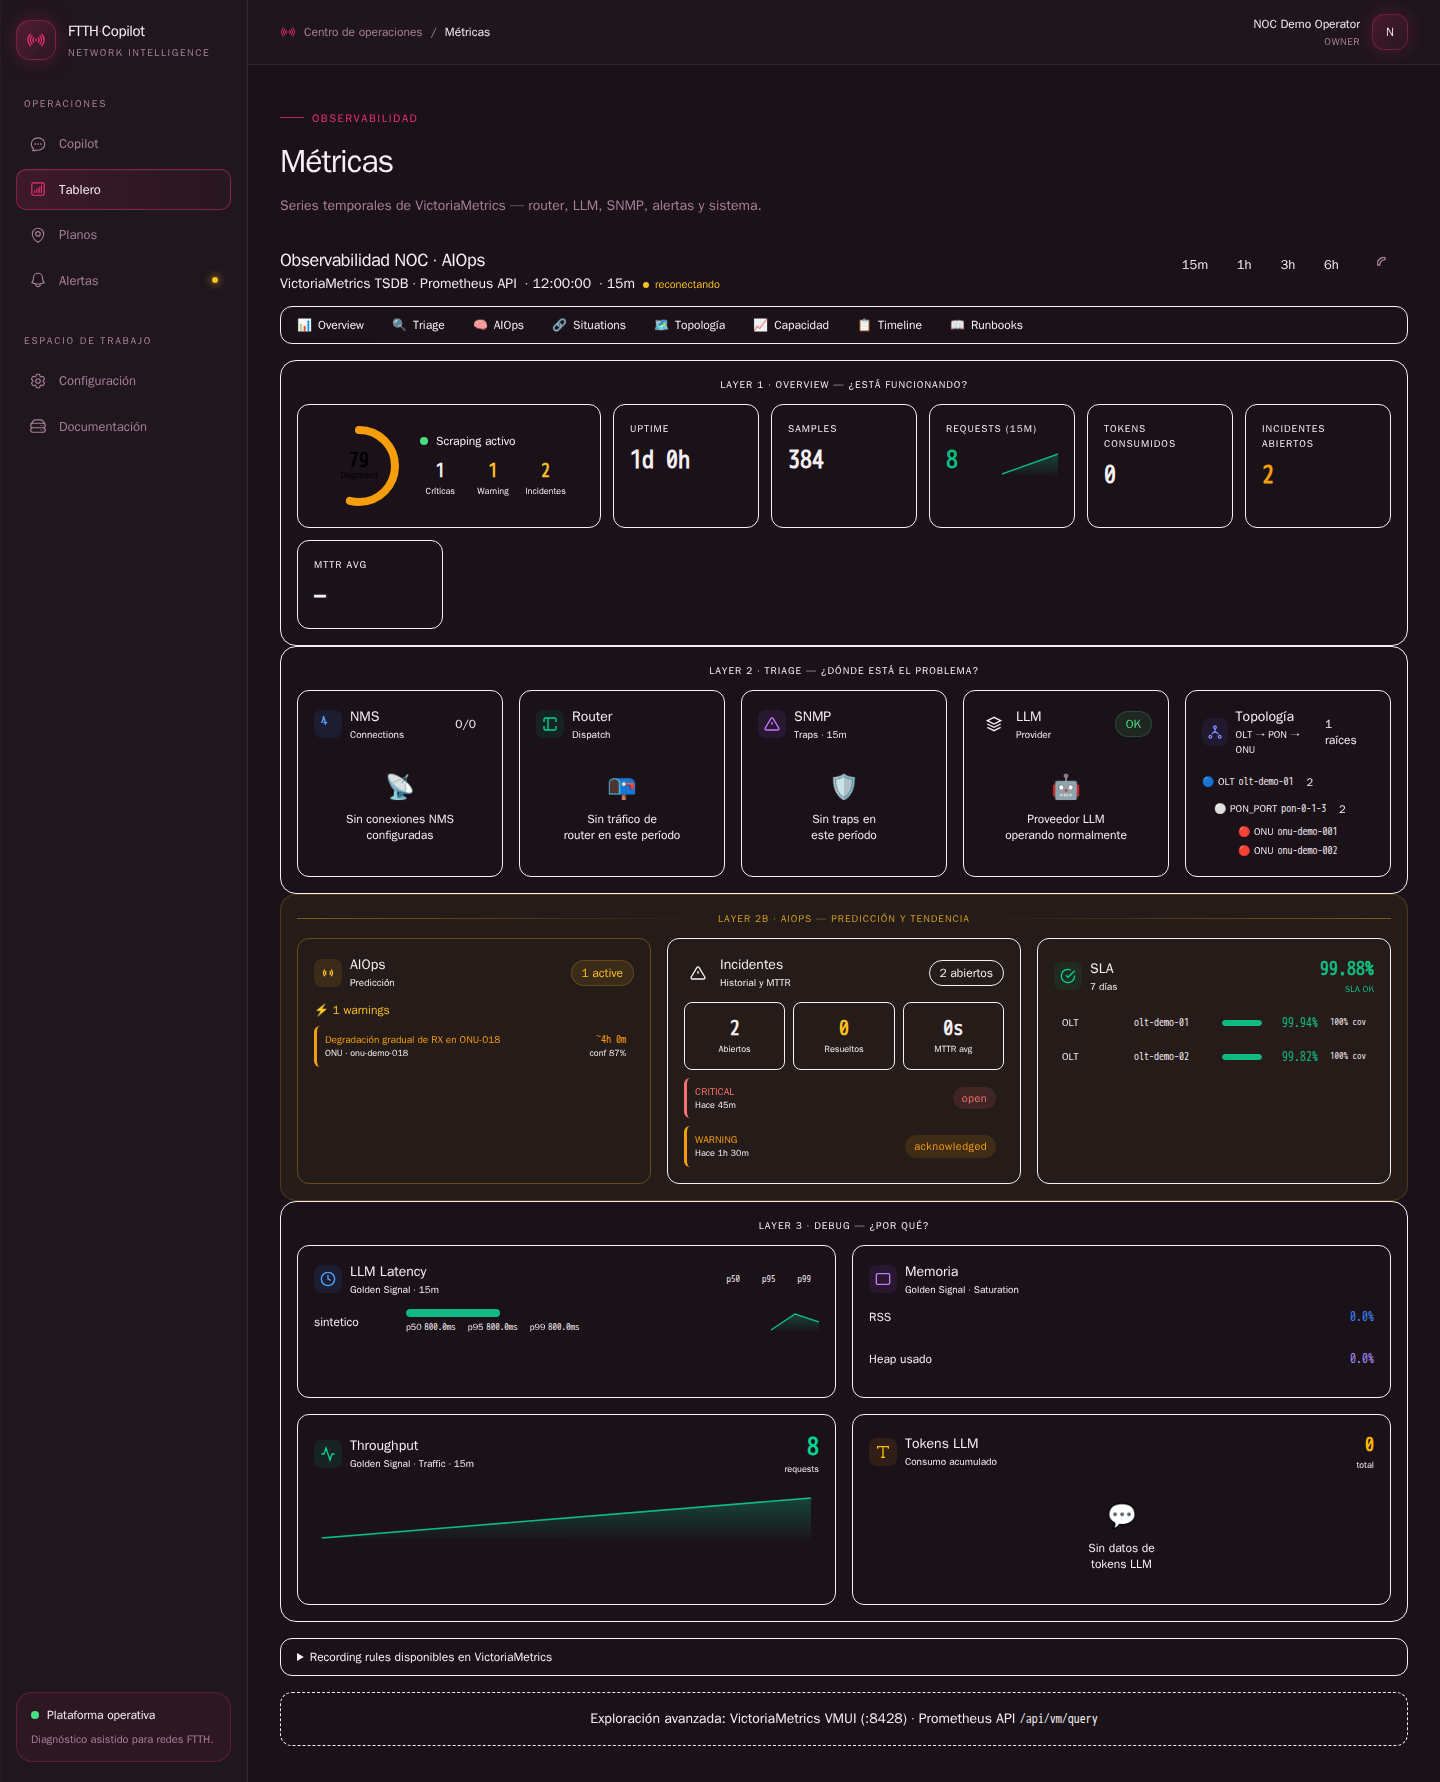 FTTH·Copilot
NETWORK INTELLIGENCE
OPERACIONES
Copilot
Tablero
Planos
Alertas
ESPACIO DE TRABAJO
Configuración
Documentación
Plataforma operativa
Diagnóstico asistido para redes FTTH.
Centro de operaciones / Métricas
NOC Demo Operator
OWNER
N
OBSERVABILIDAD
Métricas
Series temporales de VictoriaMetrics — router, LLM, SNMP, alertas y sistema.
Observabilidad NOC · AIOps
VictoriaMetrics TSDB · Prometheus API · 12:00:00 · 15m reconectando
15m 1h 3h 6h
Overview Triage AIOps Situations Topología Capacidad Timeline Runbooks
LAYER 1 · OVERVIEW — ¿ESTÁ FUNCIONANDO?
79
Degraded
Scraping activo
1 1 2
Críticas Warning Incidentes
UPTIME
1d 0h
SAMPLES
384
REQUESTS (15M)
8
TOKENS
CONSUMIDOS
0
INCIDENTES
ABIERTOS
2
MTTR AVG
—
LAYER 2 · TRIAGE — ¿DÓNDE ESTÁ EL PROBLEMA?
NMS
Connections
0/0
Sin conexiones NMS
configuradas
Router
Dispatch
Sin tráfico de
router en este período
SNMP
Traps · 15m
Sin traps en
este período
LLM
Provider
OK
Proveedor LLM
operando normalmente
Topología
OLT → PON →
ONU
1
raíces
OLT olt-demo-01 2
PON_PORT pon-0-1-3 2
ONU onu-demo-001
ONU onu-demo-002
LAYER 2B · AIOPS — PREDICCIÓN Y TENDENCIA
AIOps
Predicción
1 active
⚡ 1 warnings
Degradación gradual de RX en ONU-018
ONU · onu-demo-018
~4h 0m
conf 87%
Incidentes
Historial y MTTR
2 abiertos
2
Abiertos
0
Resueltos
0s
MTTR avg
CRITICAL
Hace 45m
open
WARNING
Hace 1h 30m
acknowledged
SLA
7 días
99.88%
SLA OK
OLT olt-demo-01 99.94% 100% cov
OLT olt-demo-02 99.82% 100% cov
LAYER 3 · DEBUG — ¿POR QUÉ?
LLM Latency
Golden Signal · 15m
p50 p95 p99
sintetico
p50 800.0ms p95 800.0ms p99 800.0ms
Memoria
Golden Signal · Saturation
RSS 0.0%
Heap usado 0.0%
Throughput
Golden Signal · Traffic · 15m
8
requests
Tokens LLM
Consumo acumulado
0
total
Sin datos de
tokens LLM
▶ Recording rules disponibles en VictoriaMetrics
Exploración avanzada: VictoriaMetrics VMUI (:8428) · Prometheus API /api/vm/query